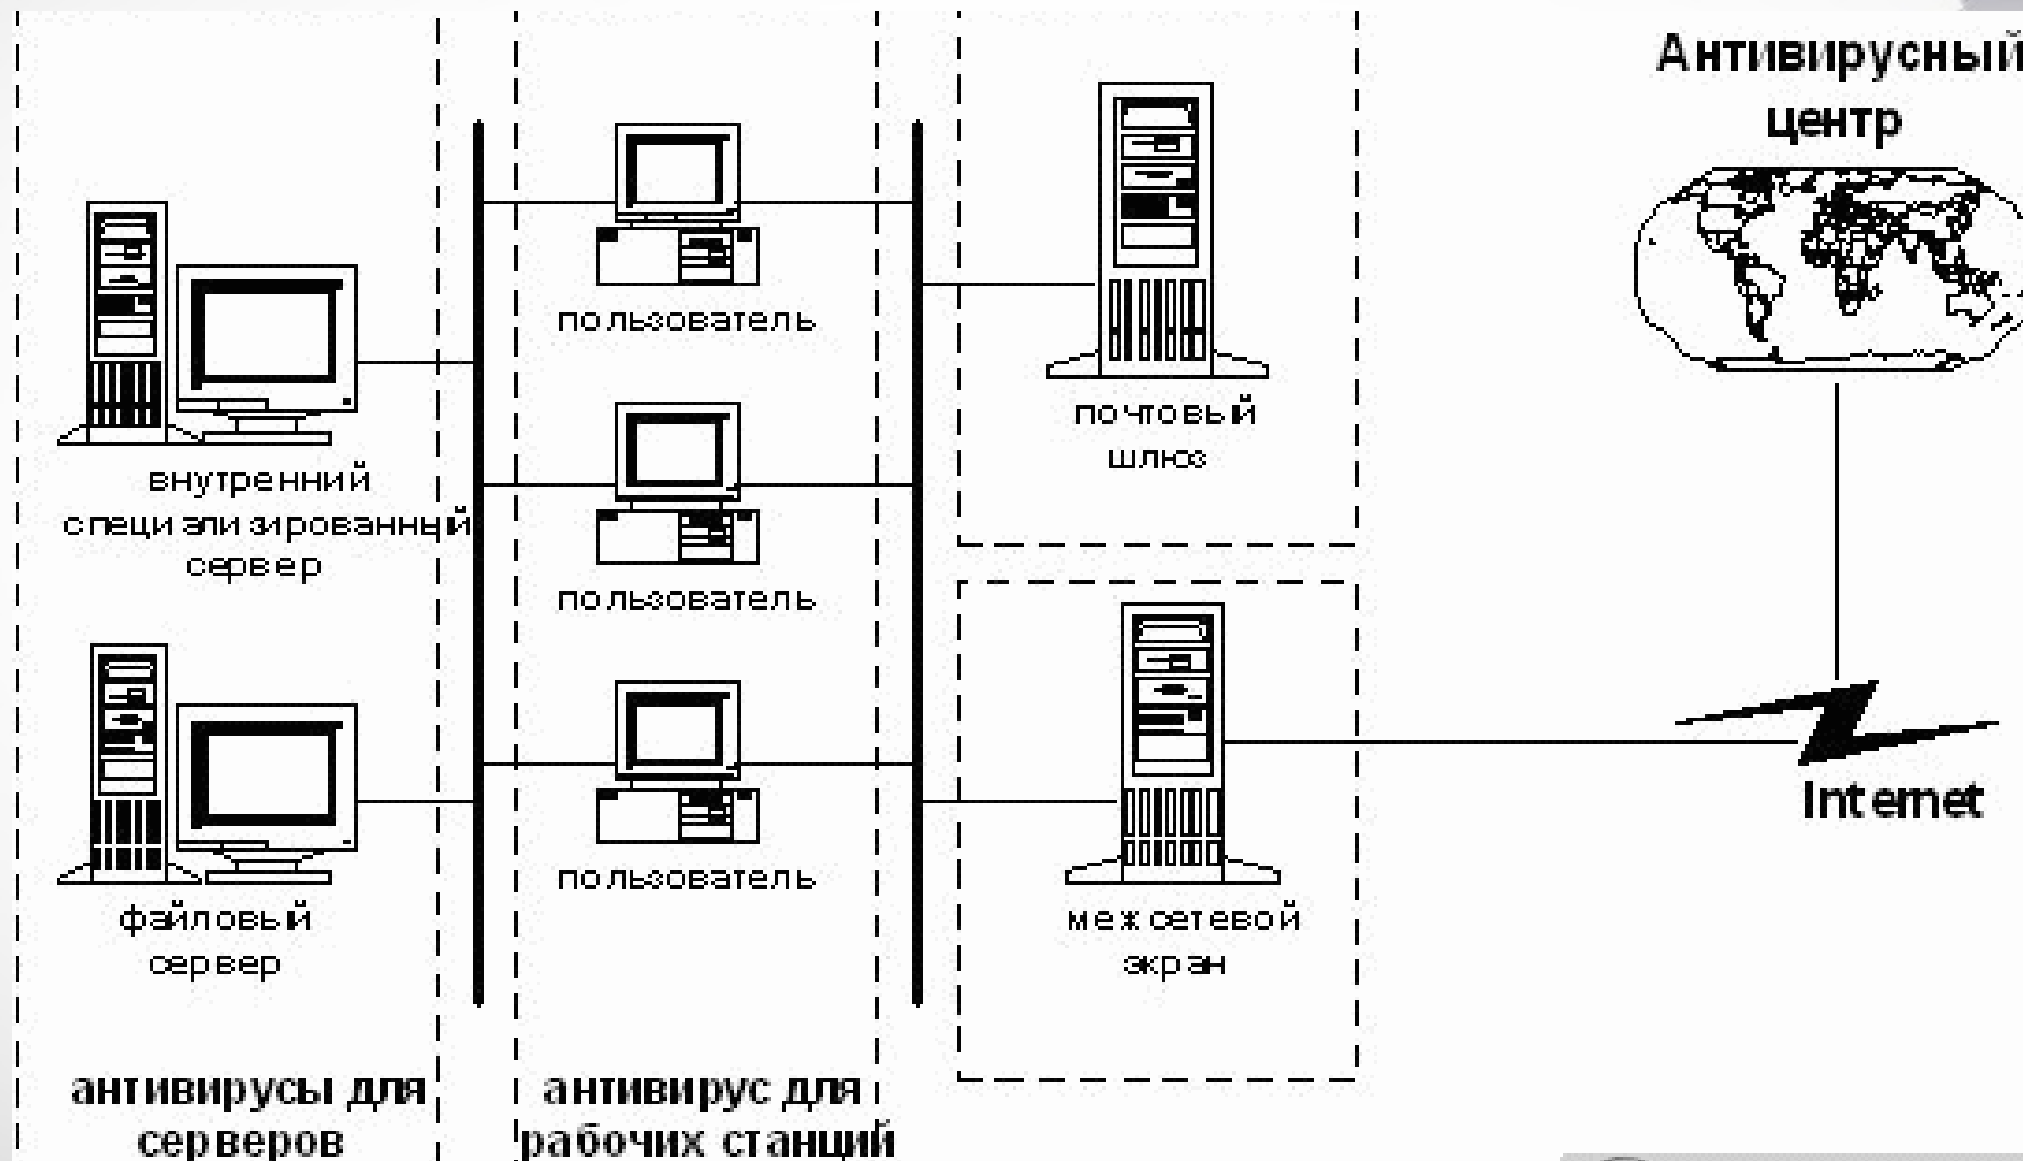 Антивирусный
центр
пользователь
почтовый
шлюз
внутренний
специализированный
сервер
пользователь
Internet
пользователь
файловый
сервер
межсетевой
экран
антивирусы для
серверов
антивирус для
рабочих станций